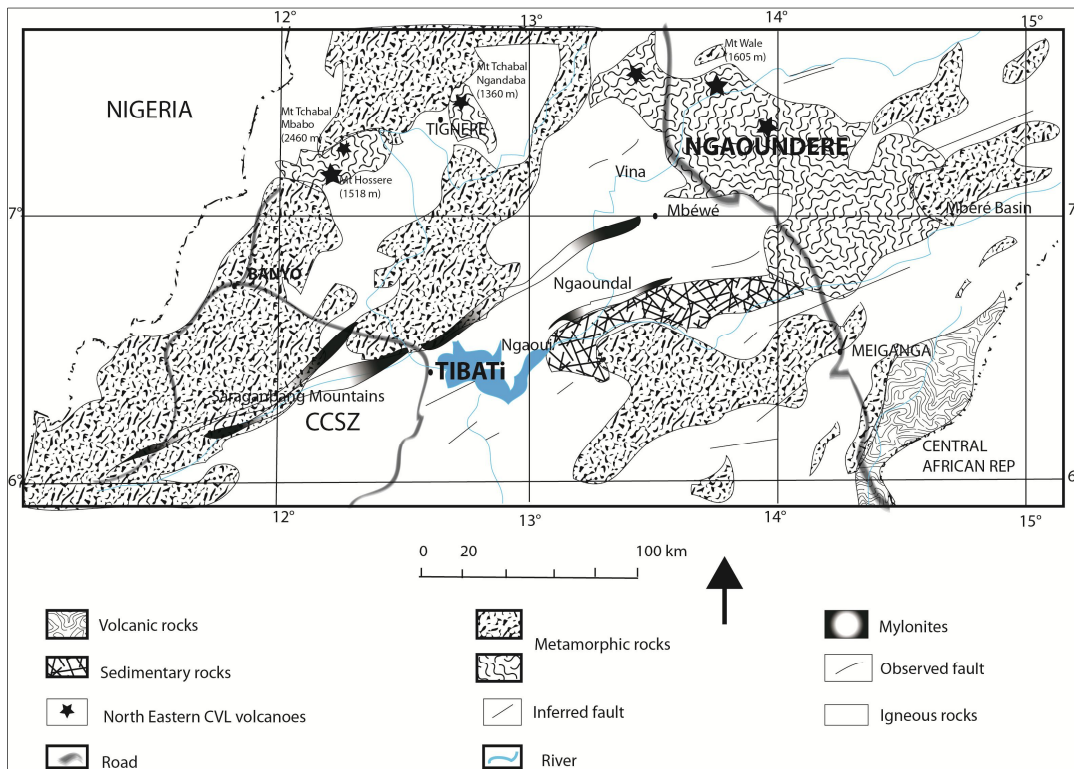 12°
13°
14°
15°
Mt Wale
(1605 m)
Mt Tchabal
Ngandaba
(1360 m)
NIGERIA
Mt Tchabal
Mbabo
(2460 m)
TIGNERE
NGAOUNDERE
Mt Hossere
(1518 m)
Vina
7°
Mbéwé
Mbéré Basin
7
BANYO
Ngaoundal
Ngaoui
MEIGANGA
TIBATi
Saraganbang Mountains
CCSZ
CENTRAL
AFRICAN REP
6°
6
12°
13°
14°
15°
0 20 100 km
Volcanic rocks
Sedimentary rocks
North Eastern CVL volcanoes
Road
Metamorphic rocks
Inferred fault
River
Mylonites
Observed fault
Igneous rocks